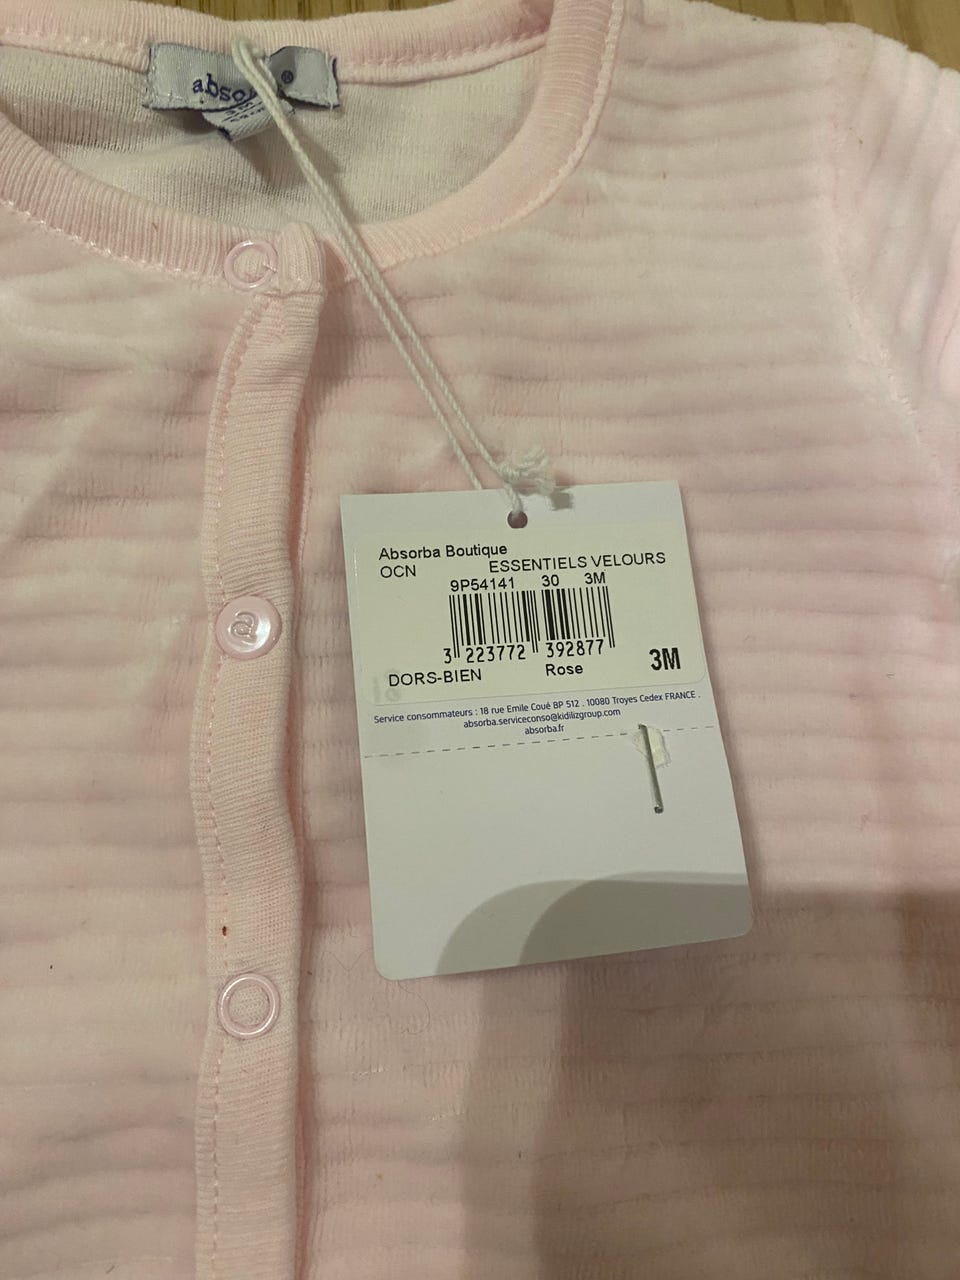 Absorba Boutique
OCN ESSENTIELS VELOURS
9P54141 30 3M
3 223772 392877
DORS-BIEN Rose 3M
Service consommateurs : 18 rue Emile Coué BP 512 . 10080 Troyes Cedex FRANCE .
absorba.serviceconso@kidilizgroup.com
absorba.fr